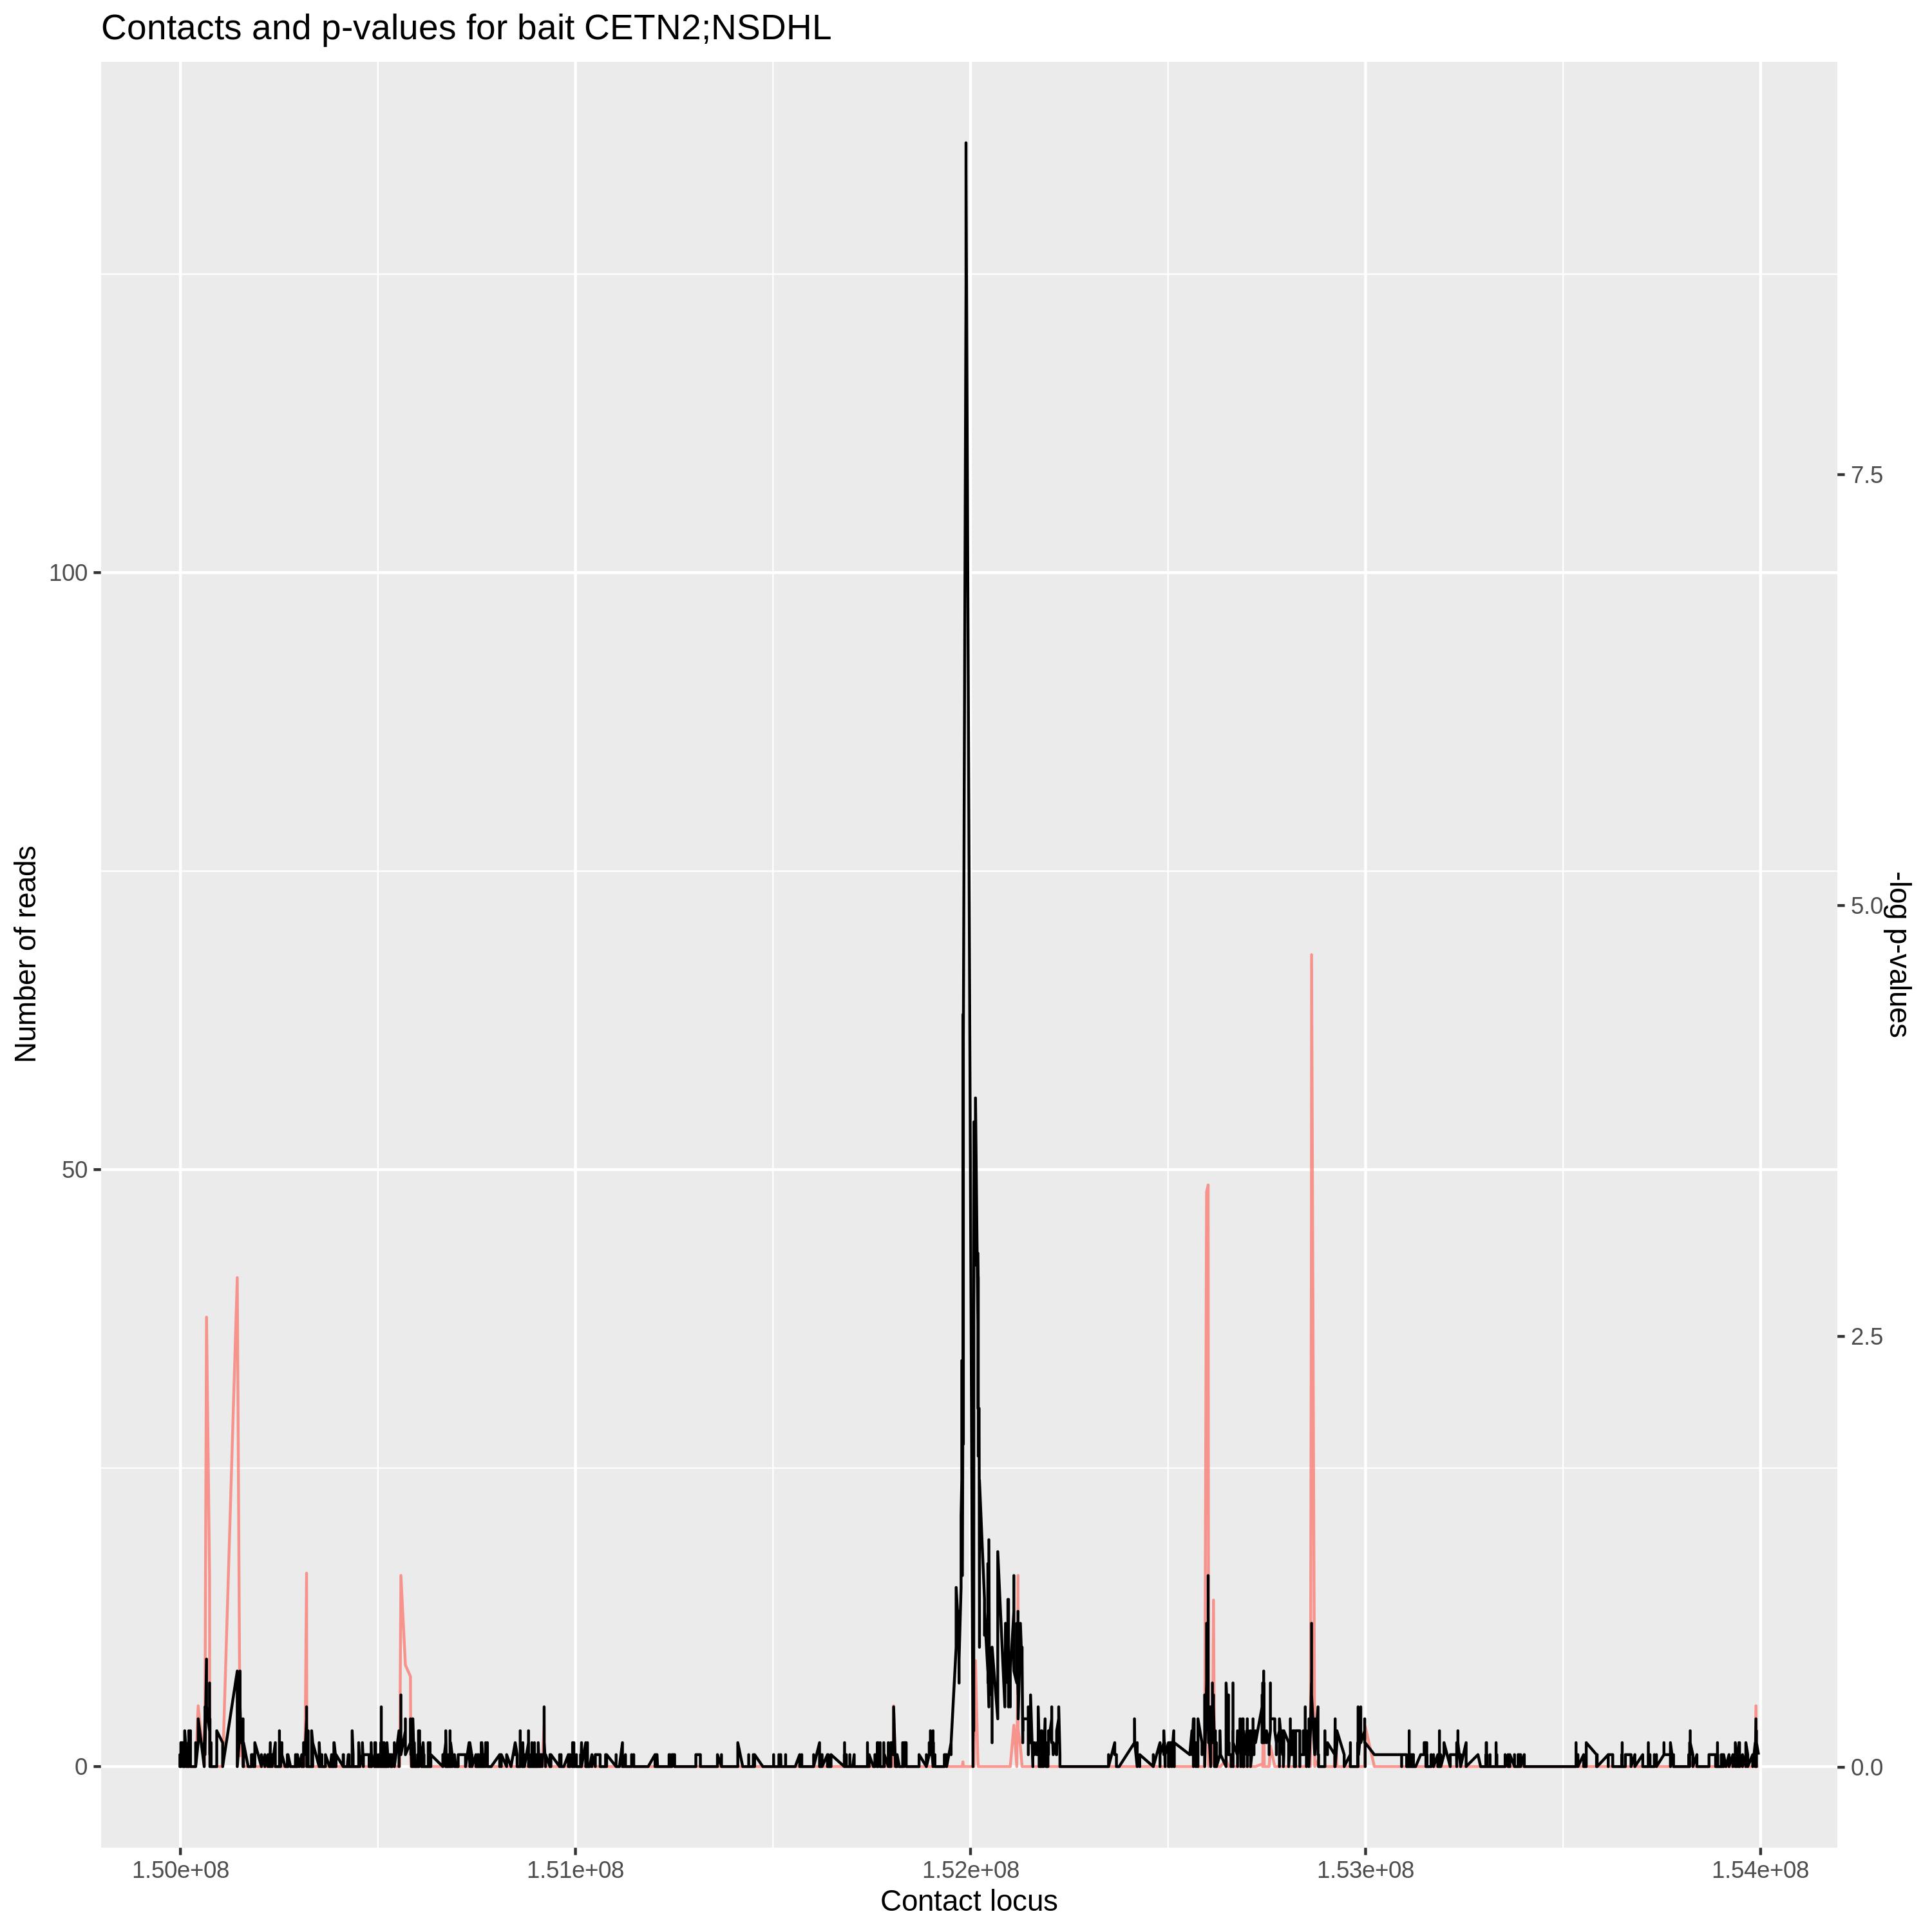 Contacts and p-values for bait CETN2;NSDHL
100
50
0
Number of reads
7.5
5.0
2.5
0.0
-log p-values
1.50e+08
1.51e+08
1.52e+08
1.53e+08
1.54e+08
Contact locus